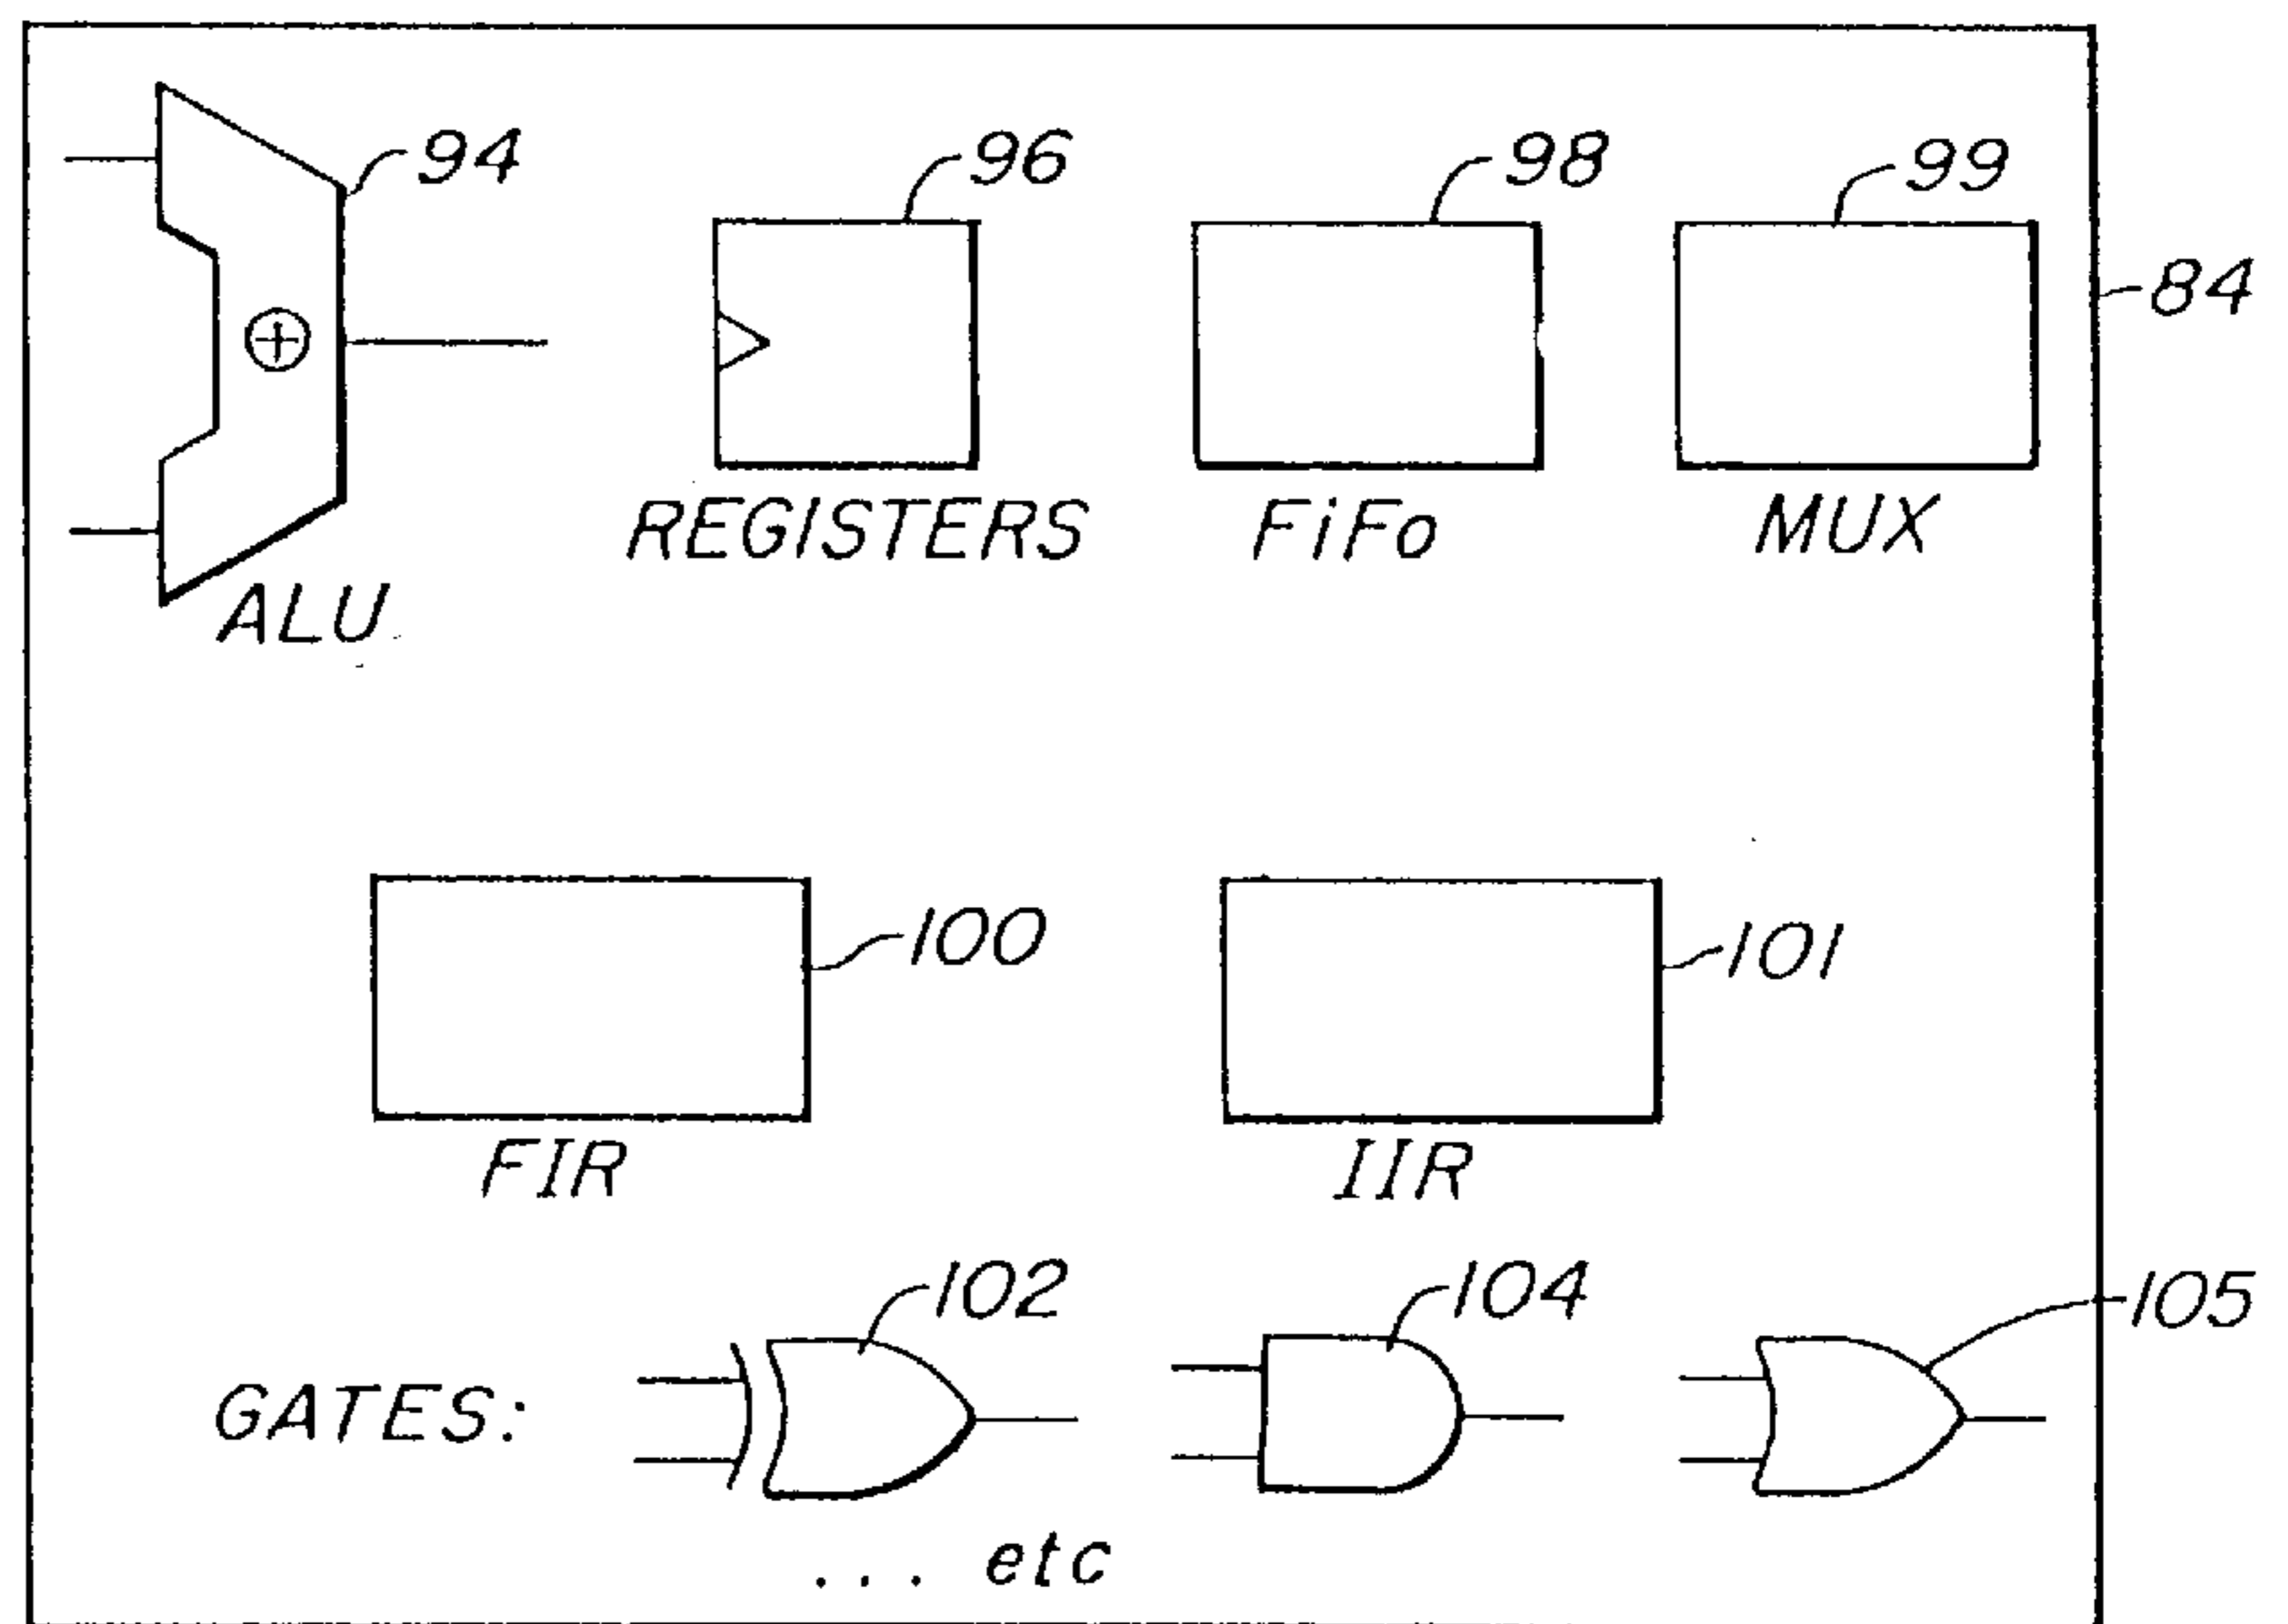 94
96
98
99
84
REGISTERS
FiFo
MUX
ALU
100
101
FIR
IIR
102
104
105
GATES:
... etc